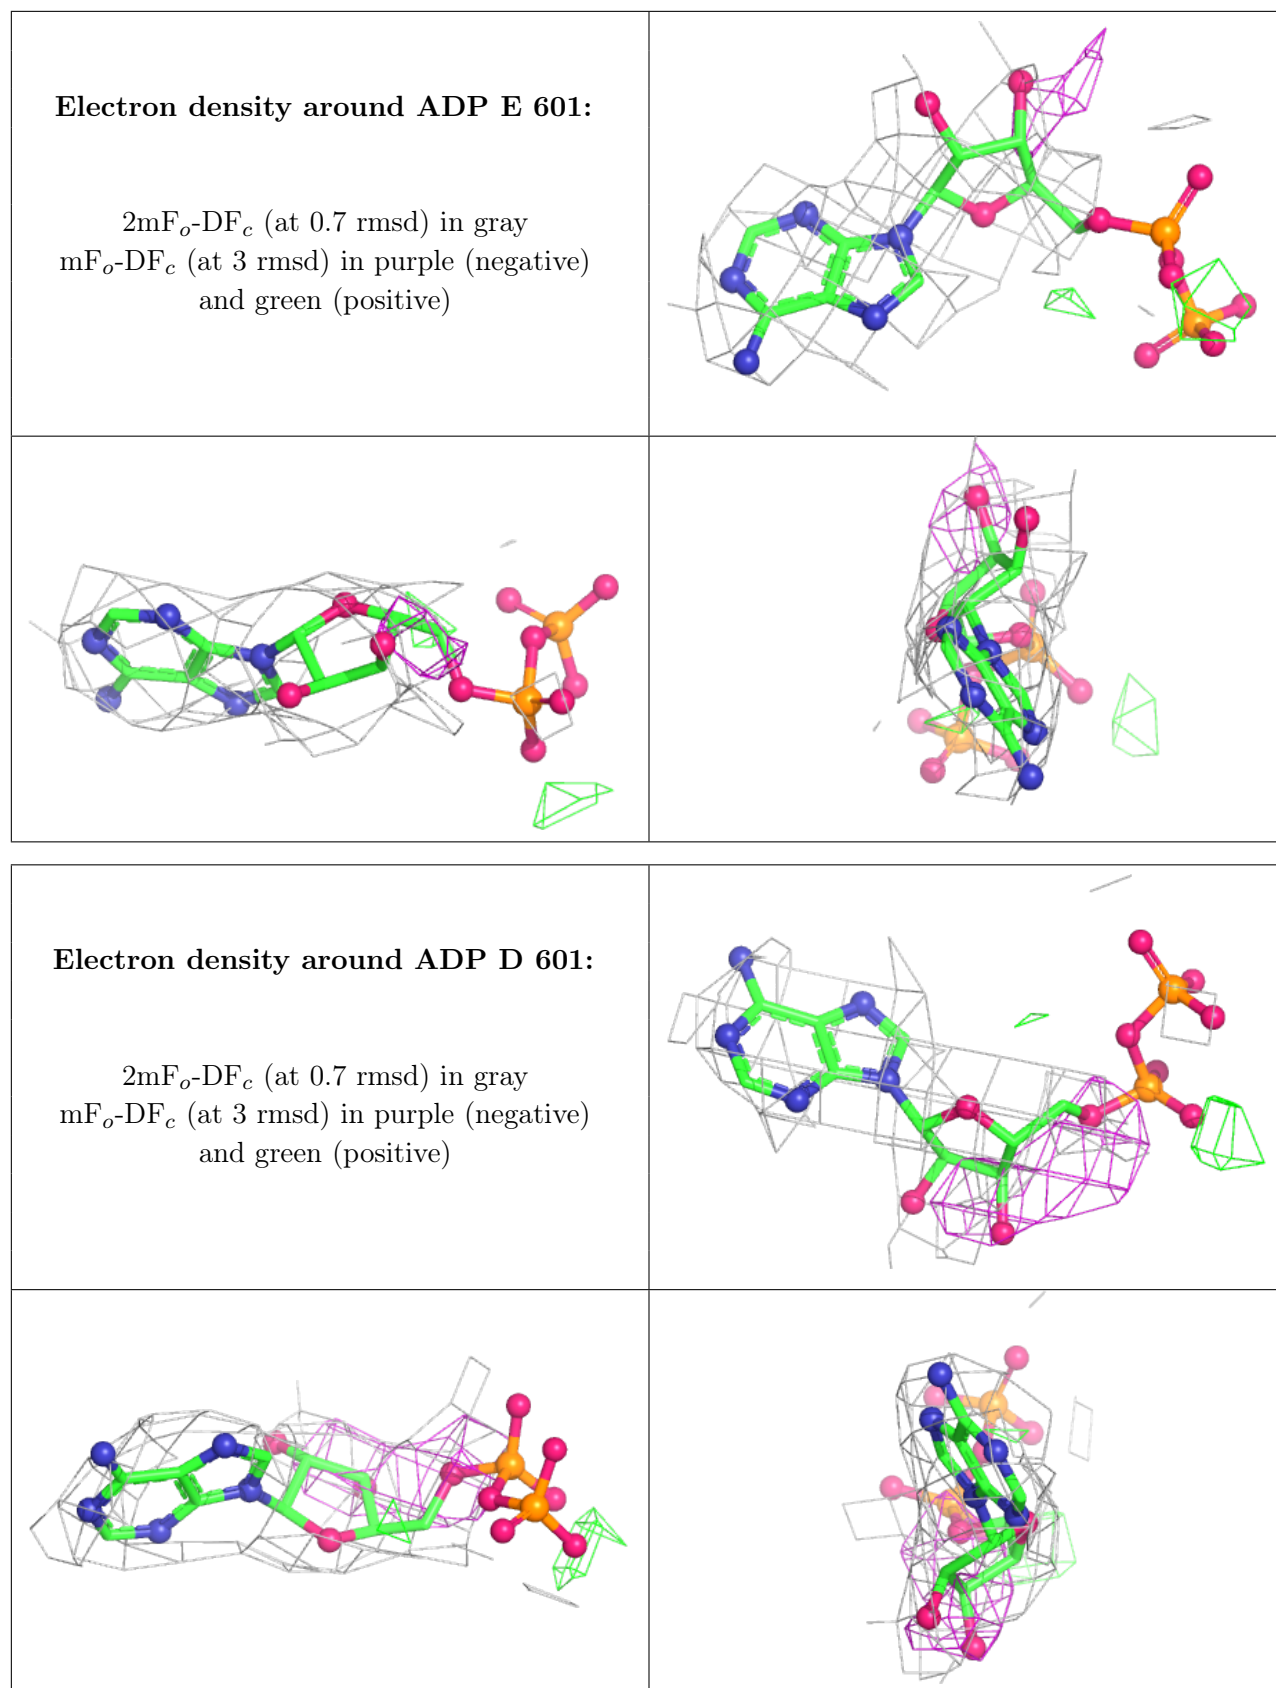 Electron density around ADP E 601:
2mFₒ-DF𝒸 (at 0.7 rmsd) in gray
mFₒ-DF𝒸 (at 3 rmsd) in purple (negative)
and green (positive)
Electron density around ADP D 601:
2mFₒ-DF𝒸 (at 0.7 rmsd) in gray
mFₒ-DF𝒸 (at 3 rmsd) in purple (negative)
and green (positive)